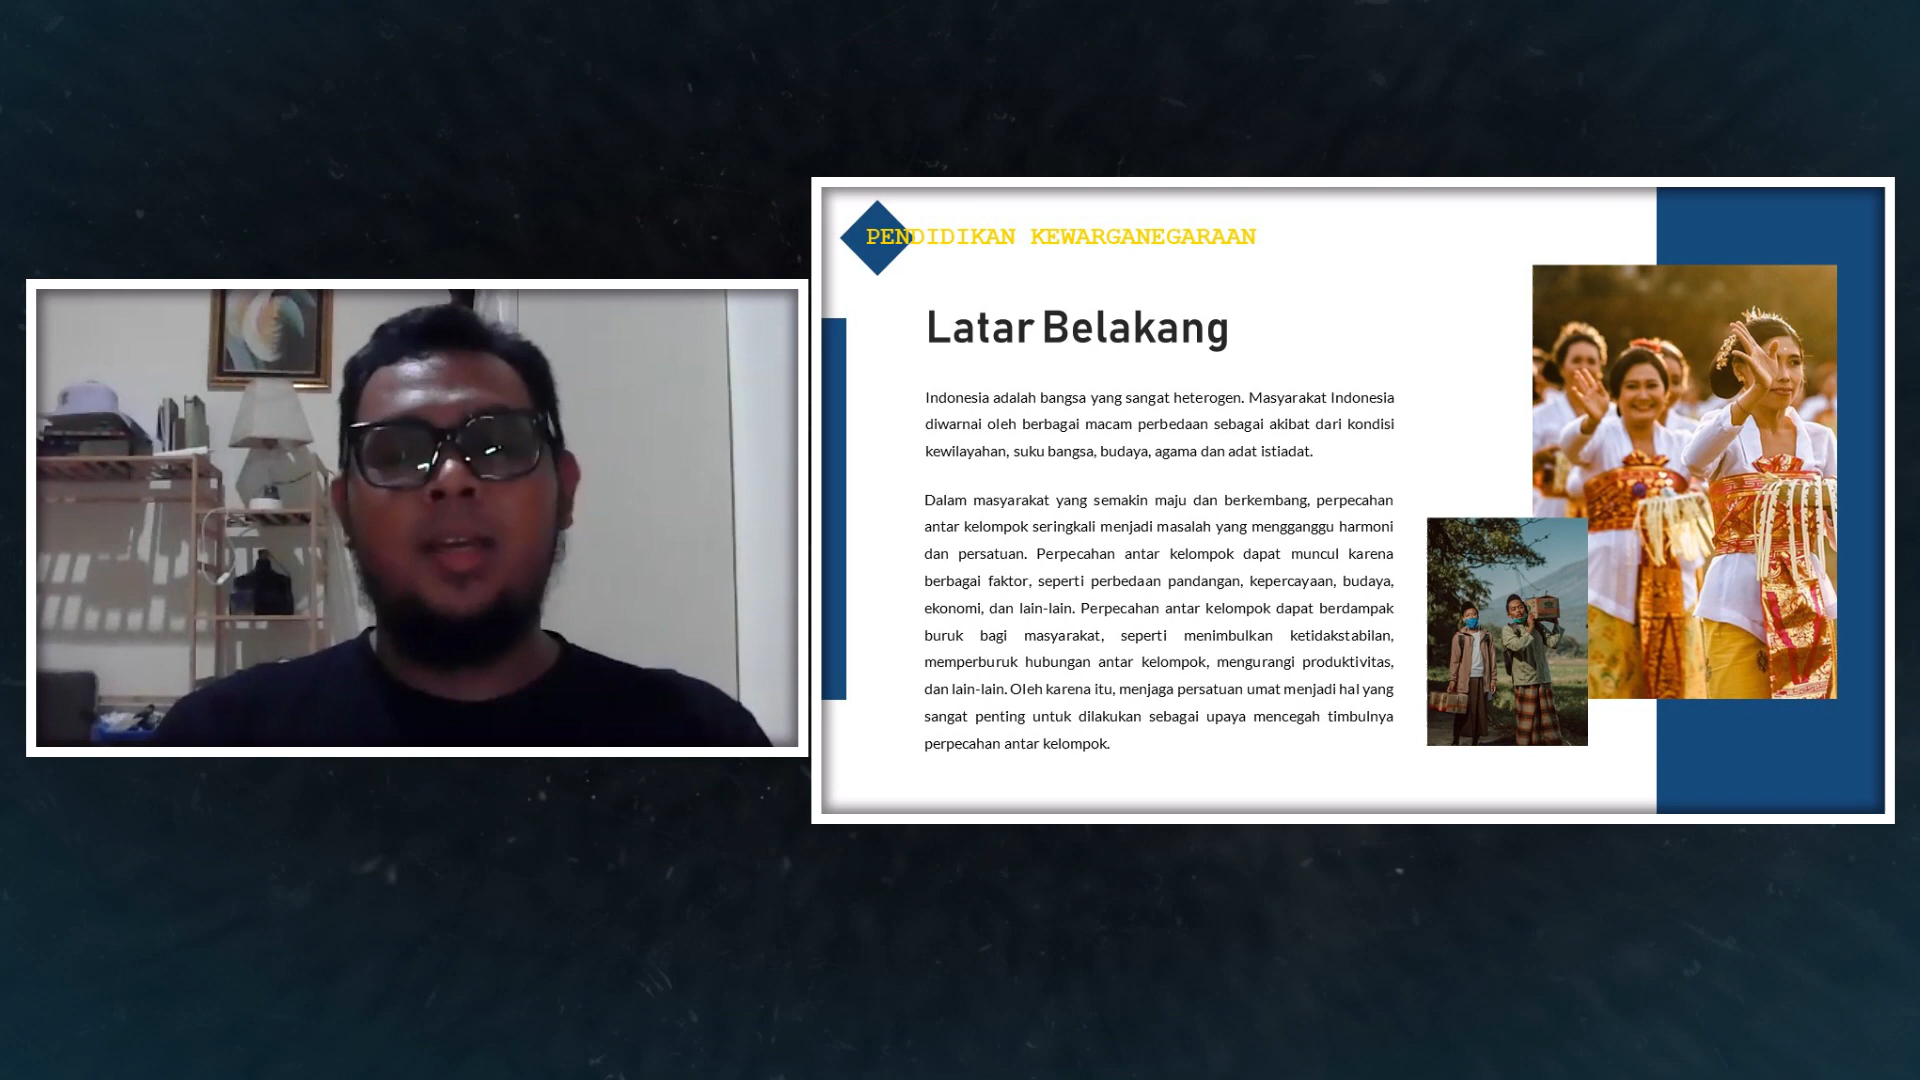 PENDIDIKAN KEWARGANEGARAAN
Latar Belakang
Indonesia adalah bangsa yang sangat heterogen. Masyarakat Indonesia
diwarnai oleh berbagai macam perbedaan sebagai akibat dari kondisi
kewilayahan, suku bangsa, budaya, agama dan adat istiadat.
Dalam masyarakat yang semakin maju dan berkembang, perpecahan
antar kelompok seringkali menjadi masalah yang mengganggu harmoni
dan persatuan. Perpecahan antar kelompok dapat muncul karena
berbagai faktor, seperti perbedaan pandangan, kepercayaan, budaya,
ekonomi, dan lain-lain. Perpecahan antar kelompok dapat berdampak
buruk bagi masyarakat, seperti menimbulkan ketidakstabilan,
memperburuk hubungan antar kelompok, mengurangi produktivitas,
dan lain-lain. Oleh karena itu, menjaga persatuan umat menjadi hal yang
sangat penting untuk dilakukan sebagai upaya mencegah timbulnya
perpecahan antar kelompok.